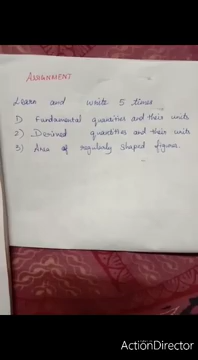 ASSIGNMENT
Learn and write 5 times
1) Fundamental quantities and their units
2) Derived quantities and their units
3) Area of regularly shaped figure.
ActionDirector